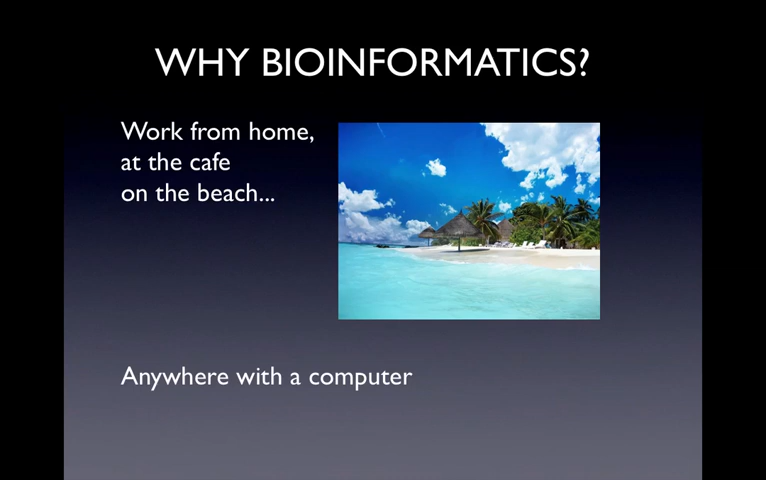 WHY BIOINFORMATICS?
Work from home,
at the cafe
on the beach...
Anywhere with a computer